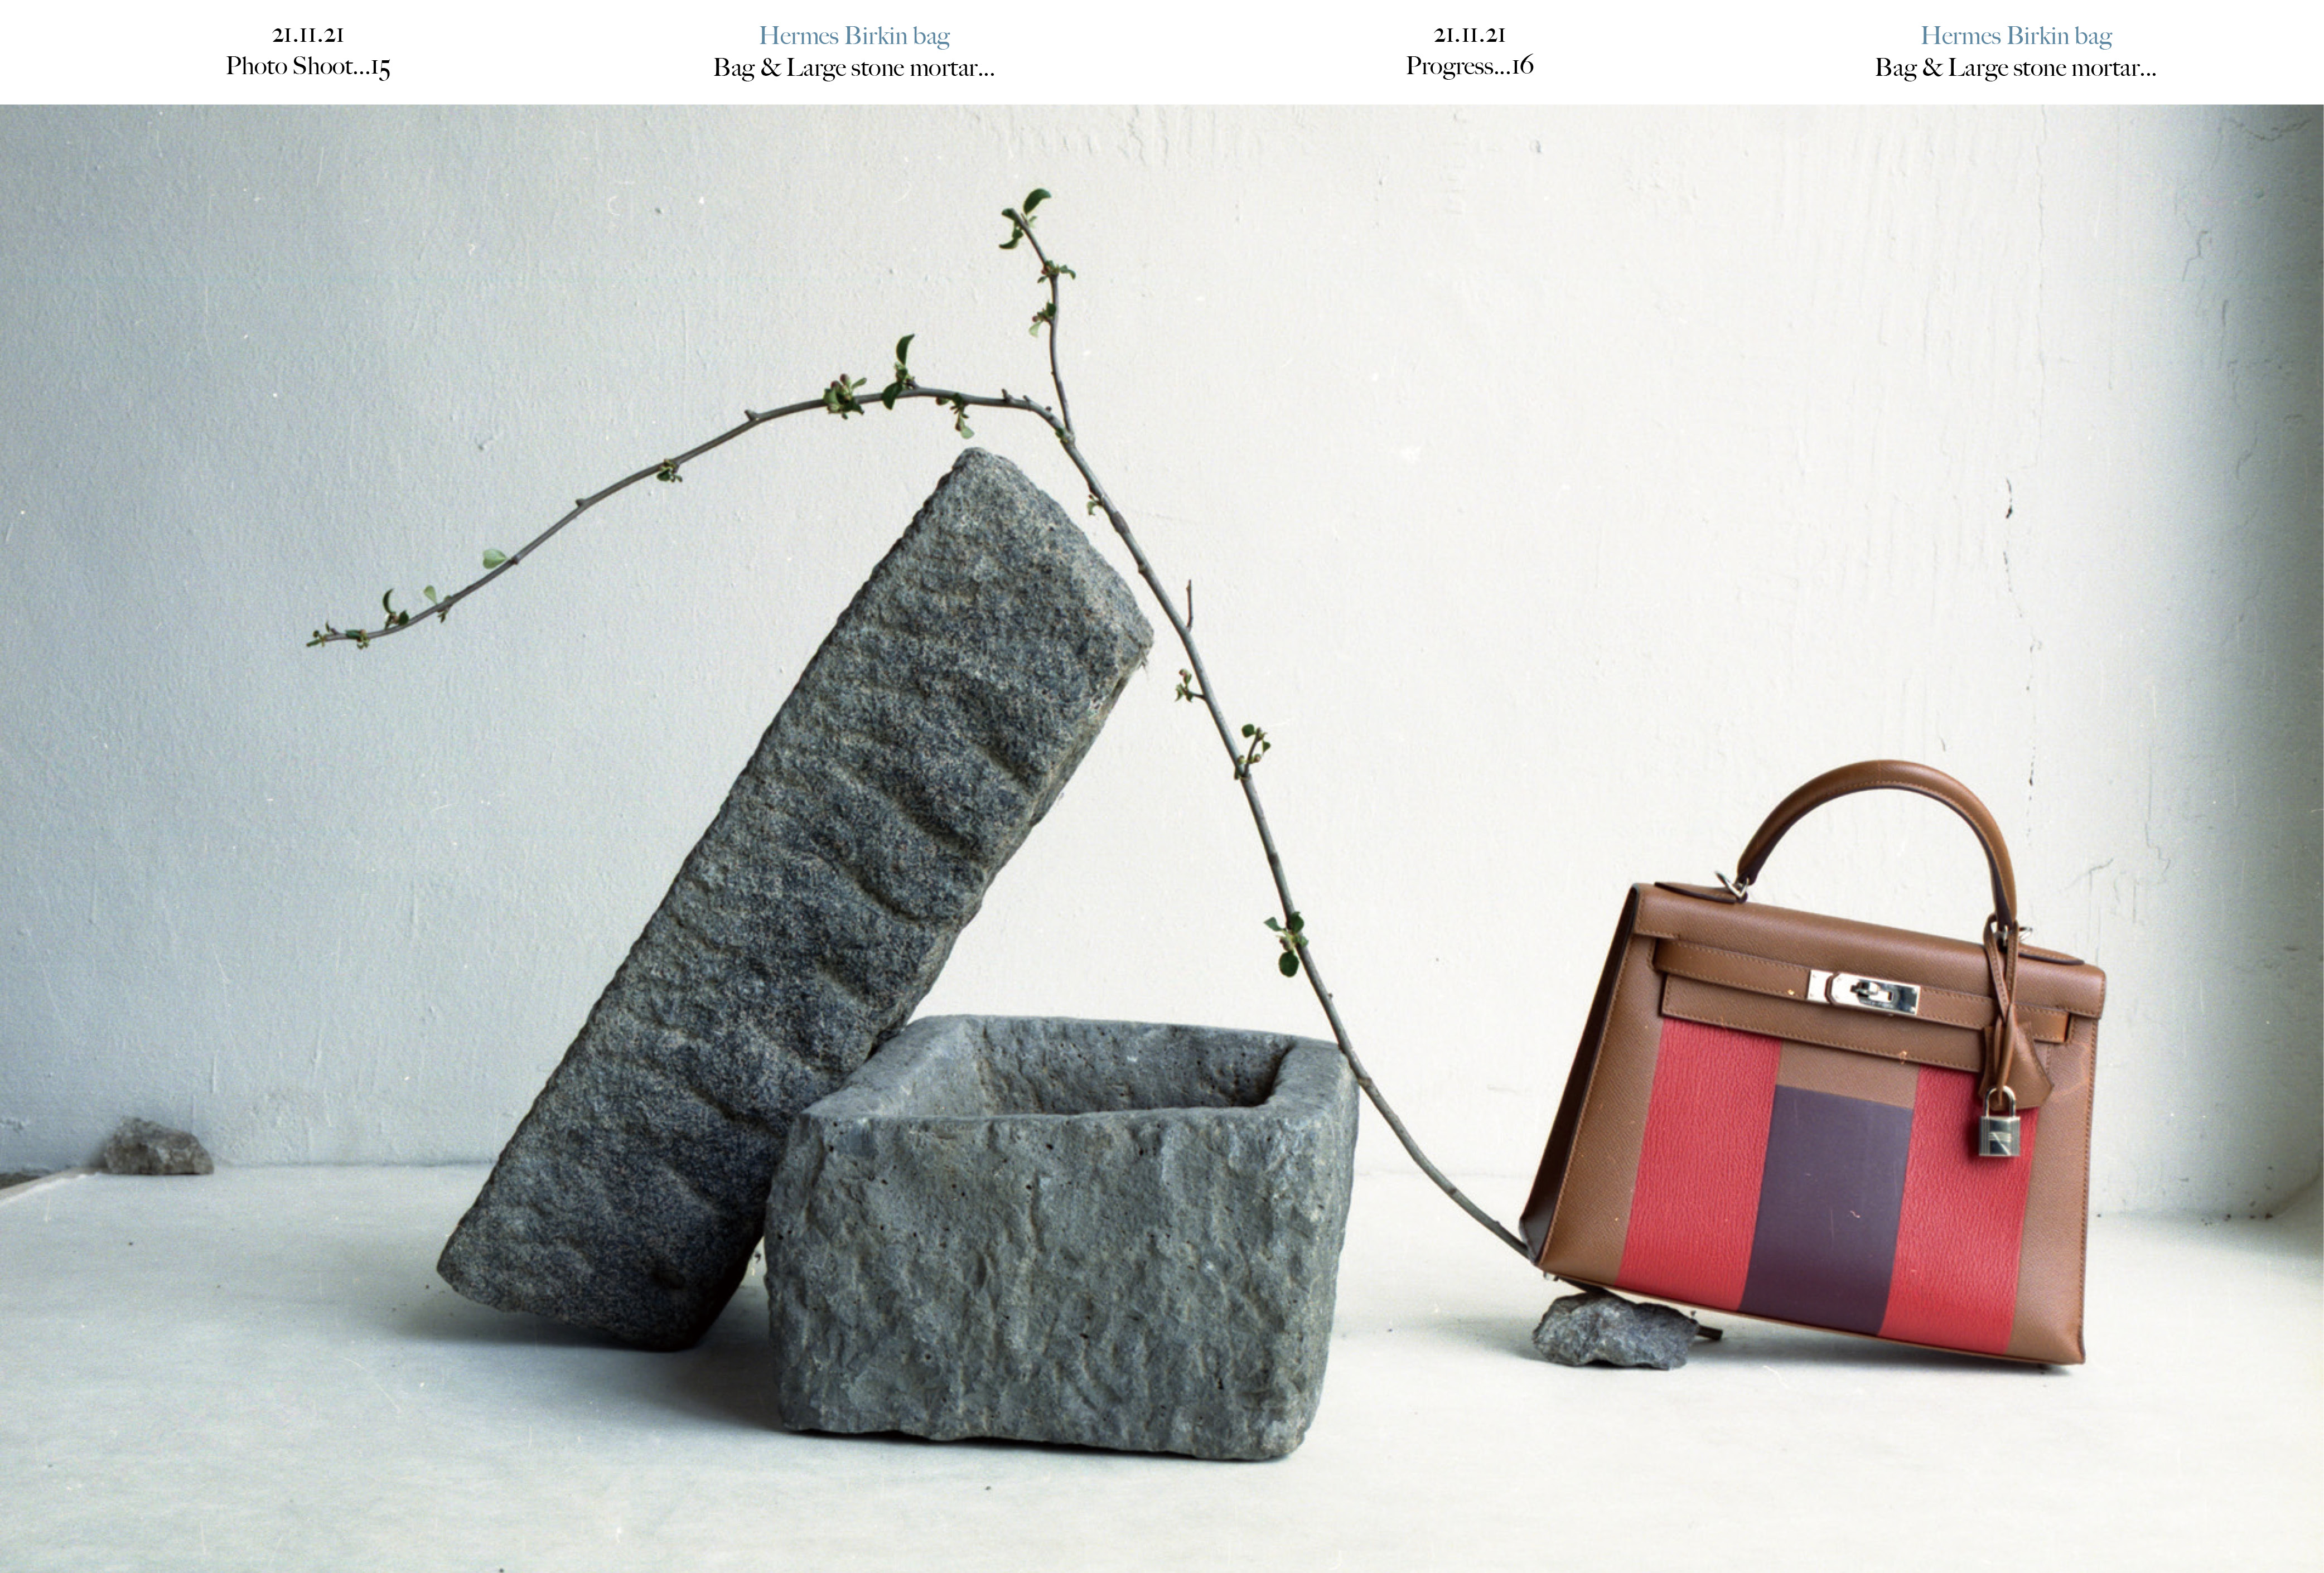 21.11.21
Photo Shoot...15
Hermes Birkin bag
Bag & Large stone mortar...
21.11.21
Progress...16
Hermes Birkin bag
Bag & Large stone mortar...